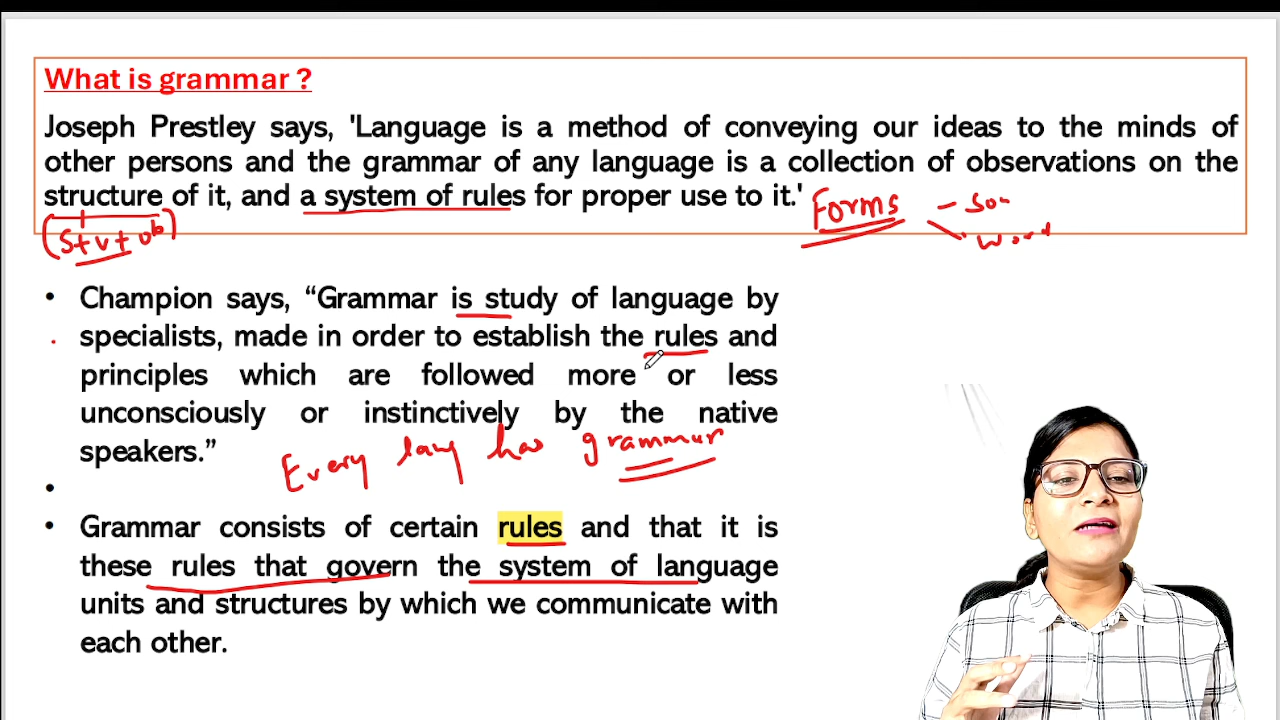 What is grammar ?
Joseph Prestley says, 'Language is a method of conveying our ideas to the minds of
other persons and the grammar of any language is a collection of observations on the
structure of it, and a system of rules for proper use to it.'
Forms - Sou
(S+v+ob)
Word
• Champion says, “Grammar is study of language by
specialists, made in order to establish the rules and
principles which are followed more or less
unconsciously or instinctively by the native
speakers.”
Every lang has grammar
•
• Grammar consists of certain rules and that it is
these rules that govern the system of language
units and structures by which we communicate with
each other.